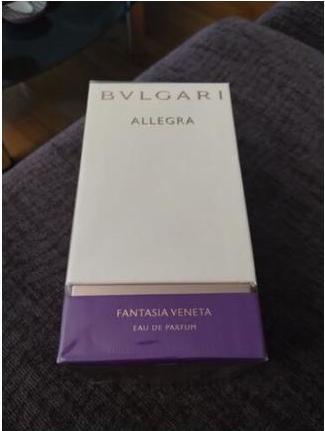 BVLGARI
ALLEGRA
FANTASIA VENETA
EAU DE PARFUM